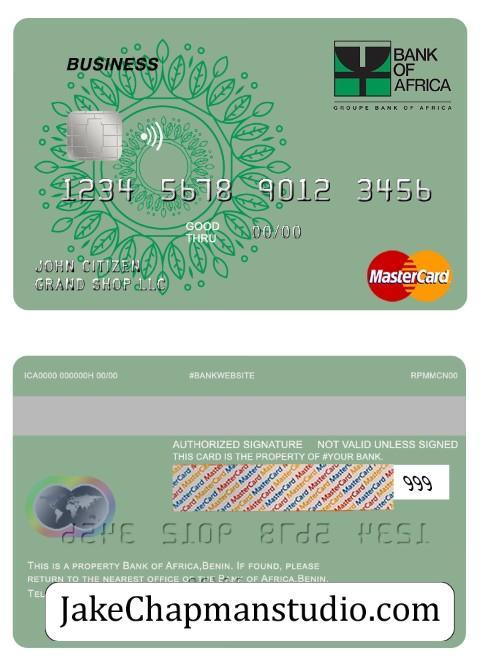 BUSINESS
BANK
OF
AFRICA
GROUPE BANK OF AFRICA
1234 5678 9012 3456
GOOD
THRU
00/00
JOHN CITIZEN
GRAND SHOP LLC
MasterCard
ICA0000 000000H 00/00 #BANKWEBSITE RPMMCN00
AUTHORIZED SIGNATURE NOT VALID UNLESS SIGNED
THIS CARD IS THE PROPERTY OF #YOUR BANK.
MasterCard MasterCard MasterCard
999
1234 5678 9012 3456
THIS IS A PROPERTY BANK OF AFRICA,BENIN. IF FOUND, PLEASE
RETURN TO THE NEAREST OFFICE OF THE BANK OF AFRICA.BENIN.
JakeChapmanstudio.com